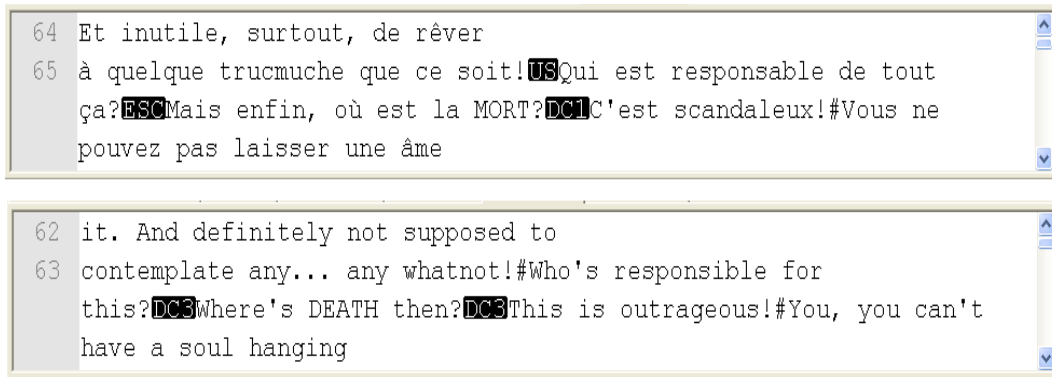 64 Et inutile, surtout, de rêver
65 à quelque trucmuche que ce soit!USQui est responsable de tout
ça?ESCMais enfin, où est la MORT?DC1C'est scandaleux!#Vous ne
pouvez pas laisser une âme
62 it. And definitely not supposed to
63 contemplate any... any whatnot!#Who's responsible for
this?DC3Where's DEATH then?DC3This is outrageous!#You, you can't
have a soul hanging